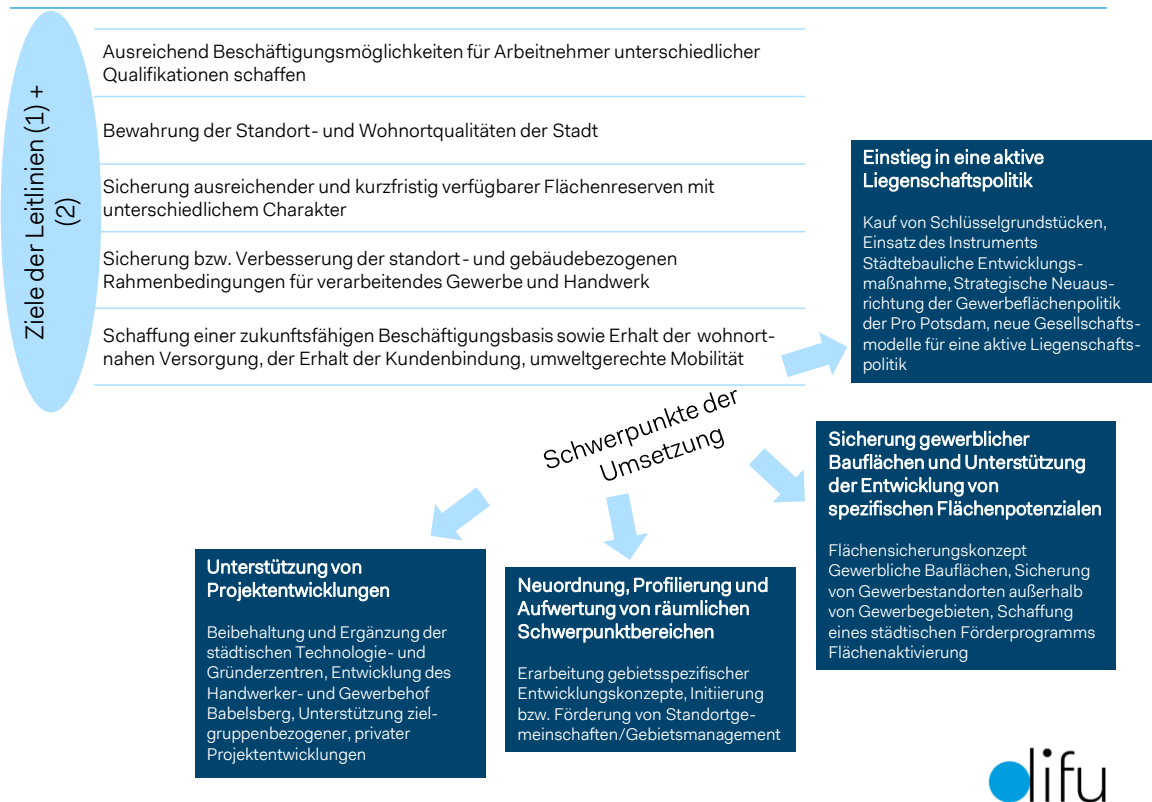 Ziele der Leitlinien (1) +
(2)
Ausreichend Beschäftigungsmöglichkeiten für Arbeitnehmer unterschiedlicher
Qualifikationen schaffen
Bewahrung der Standort- und Wohnortqualitäten der Stadt
Sicherung ausreichender und kurzfristig verfügbarer Flächenreserven mit
unterschiedlichem Charakter
Sicherung bzw. Verbesserung der standort- und gebäudebezogenen
Rahmenbedingungen für verarbeitendes Gewerbe und Handwerk
Schaffung einer zukunftsfähigen Beschäftigungsbasis sowie Erhalt der wohnort-
nahen Versorgung, der Erhalt der Kundenbindung, umweltgerechte Mobilität
Einstieg in eine aktive
Liegenschaftspolitik
Kauf von Schlüsselgrundstücken,
Einsatz des Instruments
Städtebauliche Entwicklungs-
maßnahme, Strategische Neuaus-
richtung der Gewerbeflächenpolitik
der Pro Potsdam, neue Gesellschafts-
modelle für eine aktive Liegenschafts-
politik
Schwerpunkte der
Umsetzung
Sicherung gewerblicher
Bauflächen und Unterstützung
der Entwicklung von
spezifischen Flächenpotenzialen
Flächensicherungskonzept
Gewerbliche Bauflächen, Sicherung
von Gewerbestandorten außerhalb
von Gewerbegebieten, Schaffung
eines städtischen Förderprogramms
Flächenaktivierung
Unterstützung von
Projektentwicklungen
Beibehaltung und Ergänzung der
städtischen Technologie- und
Gründerzentren, Entwicklung des
Handwerker- und Gewerbehof
Babelsberg, Unterstützung ziel-
gruppenbezogener, privater
Projektentwicklungen
Neuordnung, Profilierung und
Aufwertung von räumlichen
Schwerpunktbereichen
Erarbeitung gebietsspezifischer
Entwicklungskonzepte, Initiierung
bzw. Förderung von Standortge-
meinschaften/Gebietsmanagement
difu